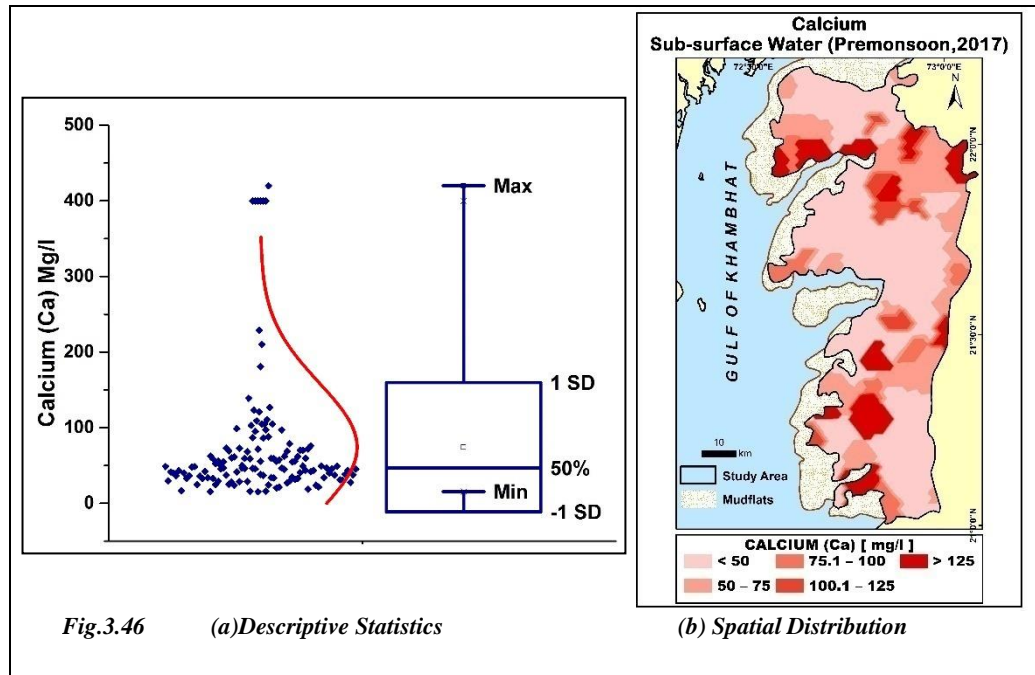 Calcium (Ca) Mg/l
500
400
300
200
100
0
Max
1 SD
50%
Min
-1 SD
Calcium
Sub-surface Water (Premonsoon,2017)
72°30'0"E
73°0'0"E
N
22°0'0"N
21°30'0"N
21°0'0"N
GULF OF KHAMBHAT
10
km
Study Area
Mudflats
CALCIUM (Ca) [ mg/l ]
< 50
75.1 – 100
> 125
50 – 75
100.1 – 125
Fig.3.46 (a)Descriptive Statistics (b) Spatial Distribution